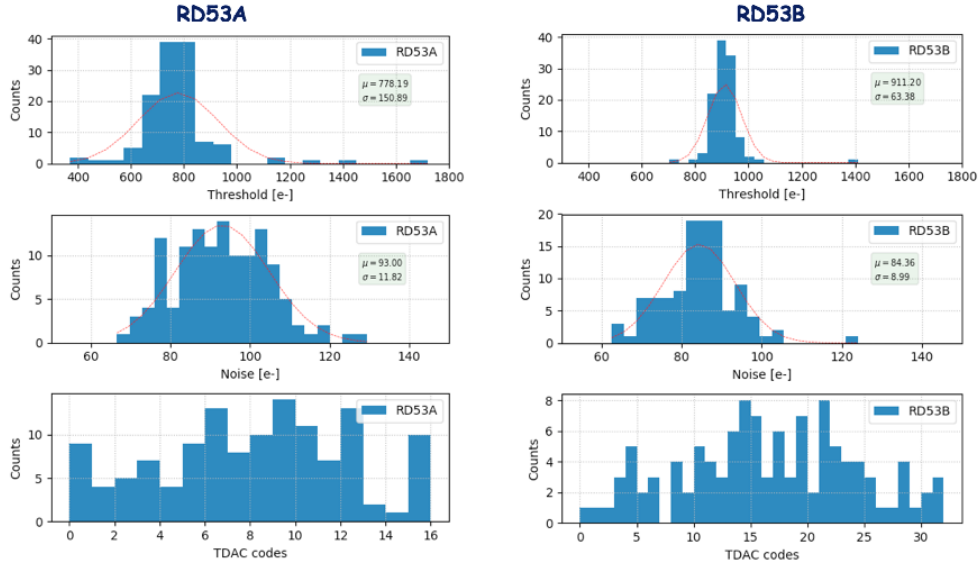 RD53A
RD53B
40
30
20
10
0
Counts
RD53A
μ = 778.19
σ = 150.89
400 600 800 1000 1200 1400 1600 1800
Threshold [e-]
40
30
20
10
0
Counts
RD53B
μ = 911.20
σ = 63.38
400 600 800 1000 1200 1400 1600 1800
Threshold [e-]
10
5
0
Counts
RD53A
μ = 93.00
σ = 11.82
60 80 100 120 140
Noise [e-]
20
15
10
5
0
Counts
RD53B
μ = 84.36
σ = 8.99
60 80 100 120 140
Noise [e-]
10
5
0
Counts
RD53A
0 2 4 6 8 10 12 14 16
TDAC codes
8
6
4
2
0
Counts
RD53B
0 5 10 15 20 25 30
TDAC codes